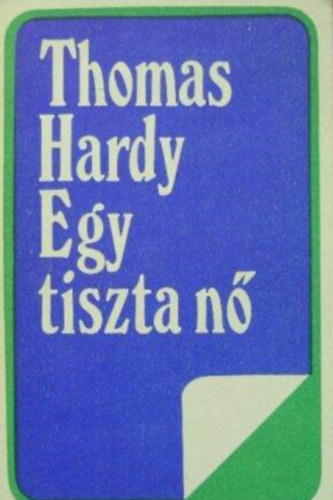 Thomas
Hardy
Egy
tiszta nő